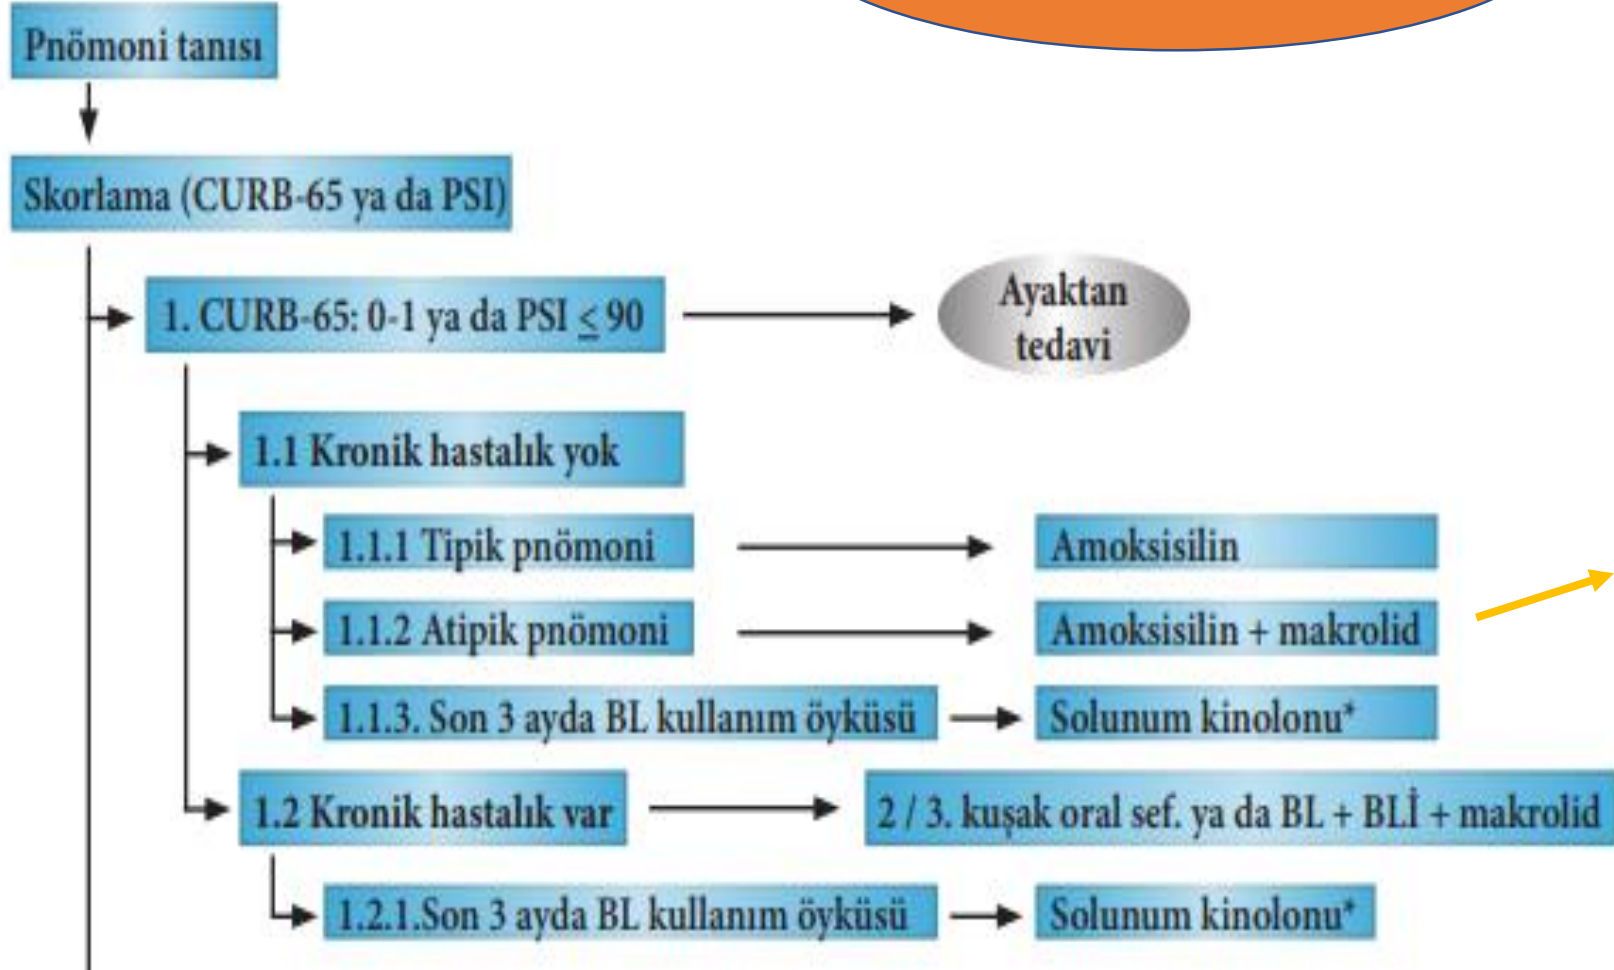 Pnömoni tanısı
Skorlama (CURB-65 ya da PSI)
1. CURB-65: 0-1 ya da PSI ≤ 90
Ayaktan
tedavi
1.1 Kronik hastalık yok
1.1.1 Tipik pnömoni
Amoksisilin
1.1.2 Atipik pnömoni
Amoksisilin + makrolid
1.1.3. Son 3 ayda BL kullanım öyküsü
Solunum kinolonu*
1.2 Kronik hastalık var
2 / 3. kuşak oral sef. ya da BL + BLİ + makrolid
1.2.1.Son 3 ayda BL kullanım öyküsü
Solunum kinolonu*